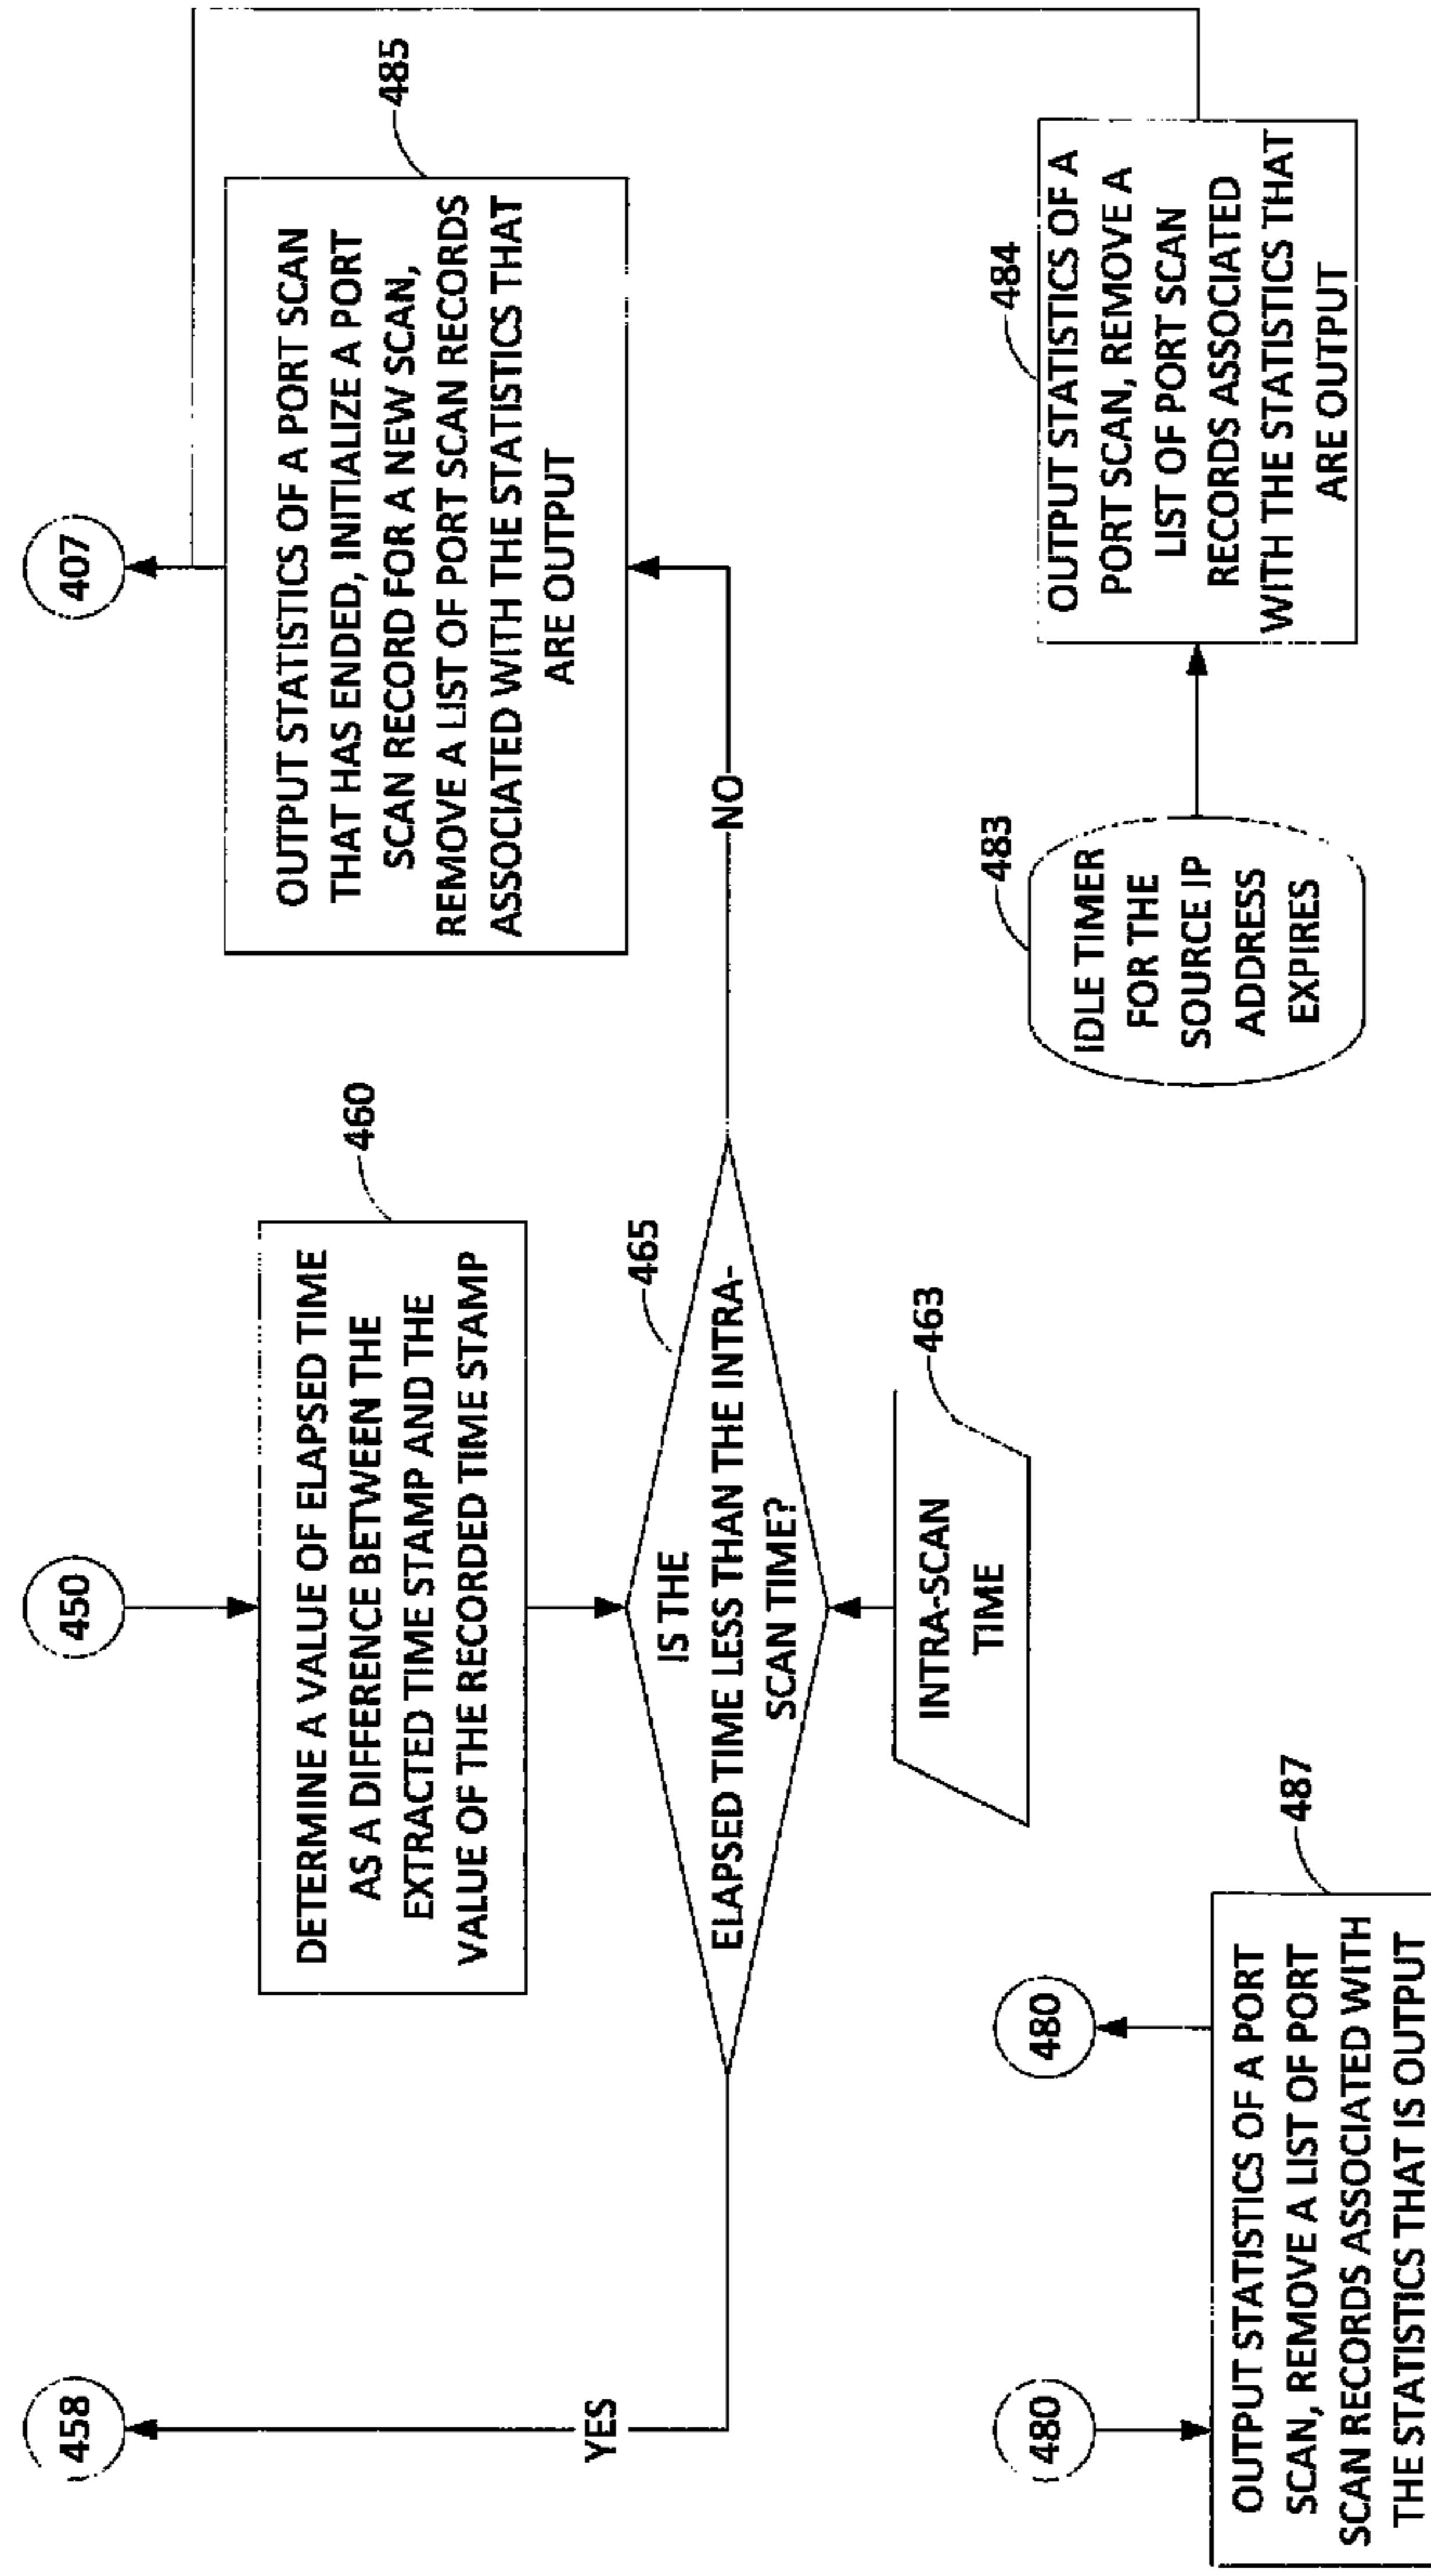 458
450
407
DETERMINE A VALUE OF ELAPSED TIME
AS A DIFFERENCE BETWEEN THE
EXTRACTED TIME STAMP AND THE
VALUE OF THE RECORDED TIME STAMP
460
OUTPUT STATISTICS OF A PORT SCAN
THAT HAS ENDED, INITIALIZE A PORT
SCAN RECORD FOR A NEW SCAN,
REMOVE A LIST OF PORT SCAN RECORDS
ASSOCIATED WITH THE STATISTICS THAT
ARE OUTPUT
485
YES
IS THE
ELAPSED TIME LESS THAN THE INTRA-
SCAN TIME?
465
NO
INTRA-SCAN
TIME
463
480
480
OUTPUT STATISTICS OF A PORT
SCAN, REMOVE A LIST OF PORT
SCAN RECORDS ASSOCIATED WITH
THE STATISTICS THAT IS OUTPUT
487
IDLE TIMER
FOR THE
SOURCE IP
ADDRESS
EXPIRES
483
OUTPUT STATISTICS OF A
PORT SCAN, REMOVE A
LIST OF PORT SCAN
RECORDS ASSOCIATED
WITH THE STATISTICS THAT
ARE OUTPUT
484